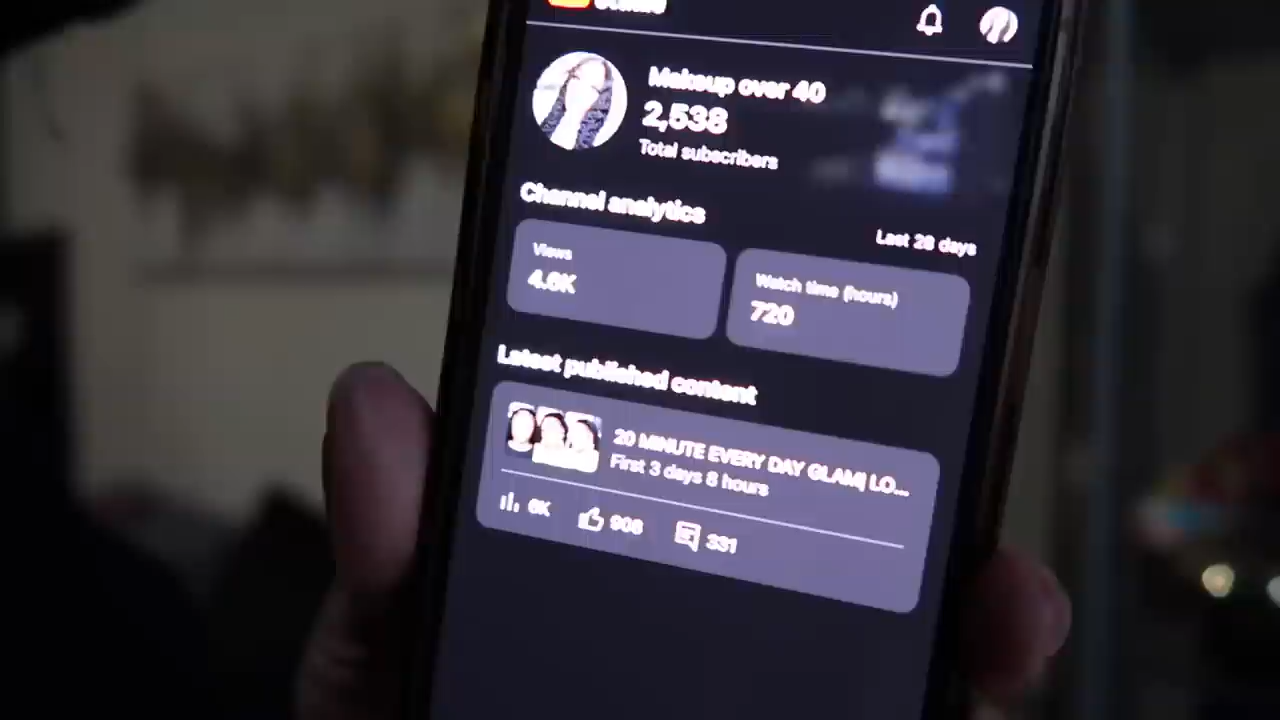 Makeup over 40
2,538
Total subscribers
Channel analytics
Last 28 days
Views
4.6K
Watch time (hours)
720
Latest published content
20 MINUTE EVERY DAY GLAM| LO...
First 3 days 8 hours
6K
908
331